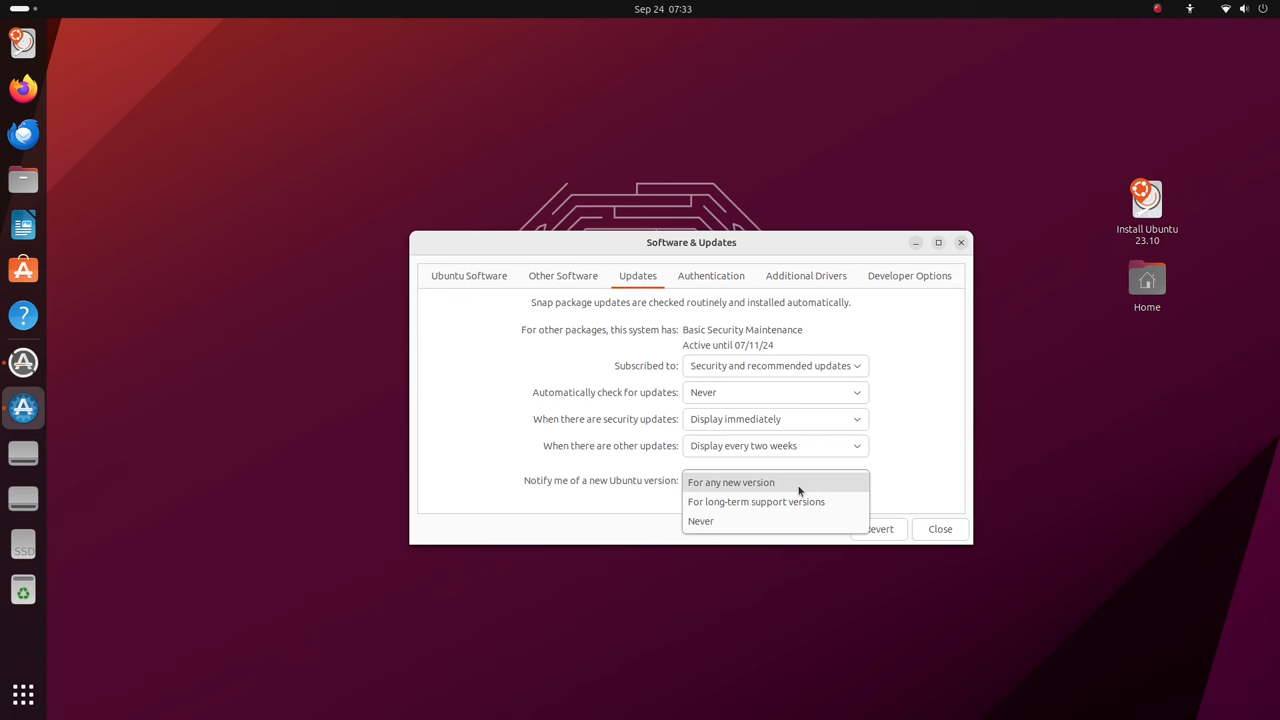 Sep 24 07:33
Install Ubuntu
23.10
Home
Software & Updates
Ubuntu Software
Other Software
Updates
Authentication
Additional Drivers
Developer Options
Snap package updates are checked routinely and installed automatically.
For other packages, this system has: Basic Security Maintenance
Active until 07/11/24
Subscribed to: Security and recommended updates
Automatically check for updates: Never
When there are security updates: Display immediately
When there are other updates: Display every two weeks
Notify me of a new Ubuntu version: For any new version
For long-term support versions
Never
Close
SSD